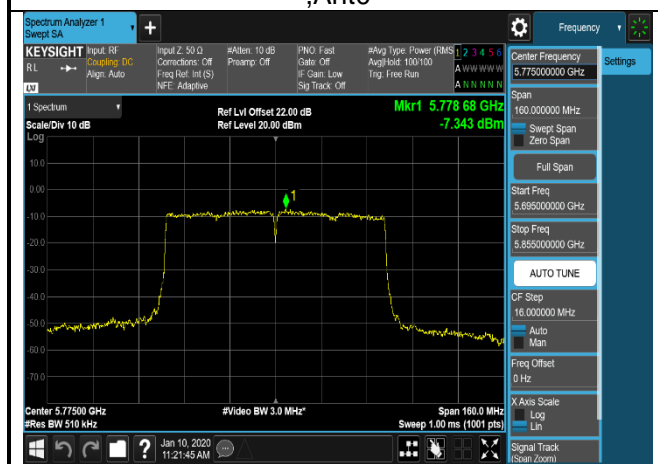 ,Ant0
Spectrum Analyzer 1
Swept SA
Frequency
KEYSIGHT
RL
Input: RF
Coupling: DC
Align: Auto
Input Z: 50 Ω
Corrections: Off
Freq Ref: Int (S)
NFE: Adaptive
#Atten: 10 dB
Preamp: Off
PNO: Fast
Gate: Off
IF Gain: Low
Sig Track: Off
#Avg Type: Power (RMS
Avg|Hold: 100/100
Trig: Free Run
1 2 3 4 5 6
A WW WW W
A N N N N N
LXI
1 Spectrum
Scale/Div 10 dB
Log
Ref Lvl Offset 22.00 dB
Ref Level 20.00 dBm
Mkr1 5.778 68 GHz
-7.343 dBm
1
10.0
0.00
-10.0
-20.0
-30.0
-40.0
-50.0
-60.0
-70.0
Center 5.77500 GHz
#Res BW 510 kHz
#Video BW 3.0 MHz*
Span 160.0 MHz
Sweep 1.00 ms (1001 pts)
Jan 10, 2020
11:21:45 AM
Center Frequency
5.775000000 GHz
Settings
Span
160.000000 MHz
Swept Span
Zero Span
Full Span
Start Freq
5.695000000 GHz
Stop Freq
5.855000000 GHz
AUTO TUNE
CF Step
16.000000 MHz
Auto
Man
Freq Offset
0 Hz
X Axis Scale
Log
Lin
Signal Track
(Span Zoom)